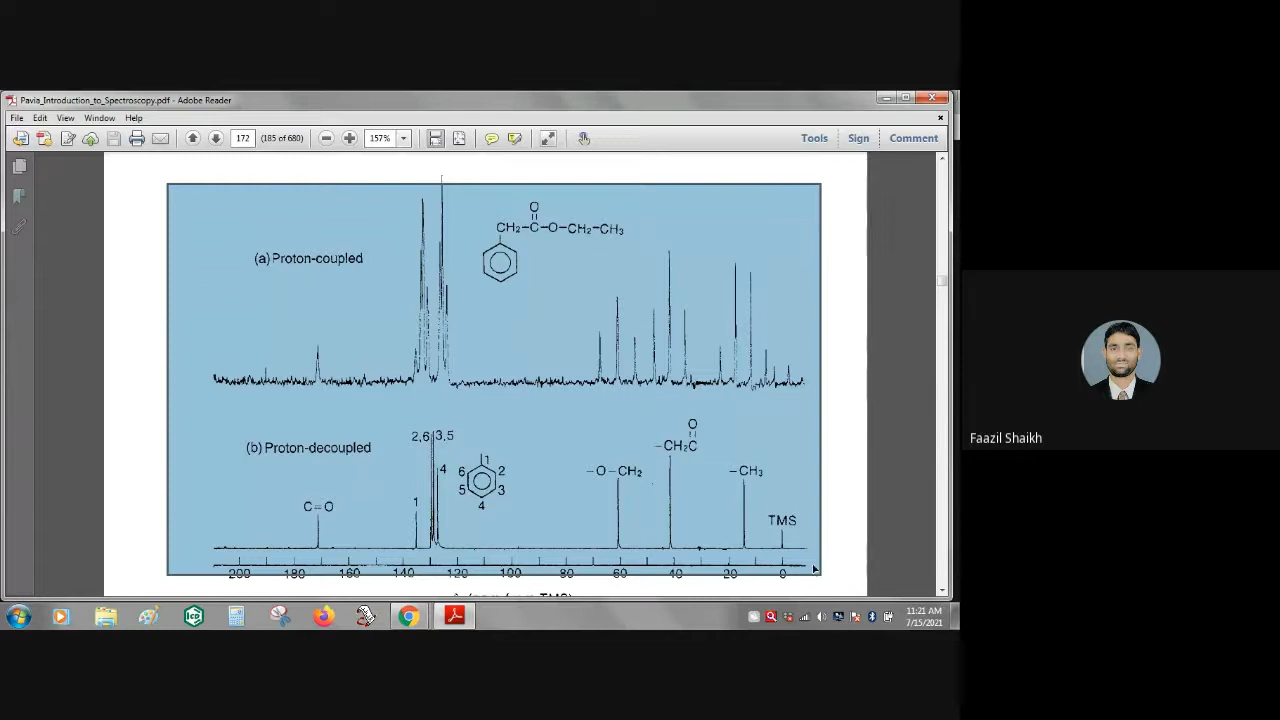 Pavia_Introduction_to_Spectroscopy.pdf - Adobe Reader
File Edit View Window Help
172 (185 of 680) 157% Tools Sign Comment
O
CH2–C–O–CH2–CH3
(a) Proton-coupled
O
–CH2C
2,6 3,5
(b) Proton-decoupled
4
1
6 2
5 3
4
–O–CH2
–CH3
C=O
1
TMS
200 180 160 140 120 100 80 60 40 20 0
Faazil Shaikh
11:21 AM
7/15/2021